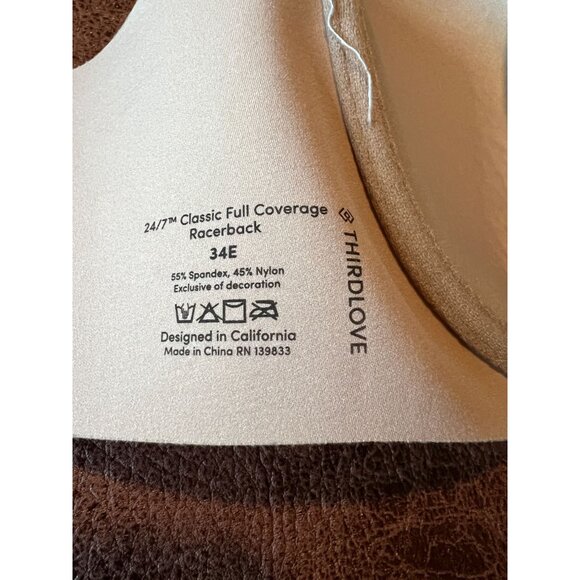 24/7™ Classic Full Coverage
Racerback
34E
55% Spandex, 45% Nylon
Exclusive of decoration
Designed in California
Made in China RN 139833
THIRDLOVE